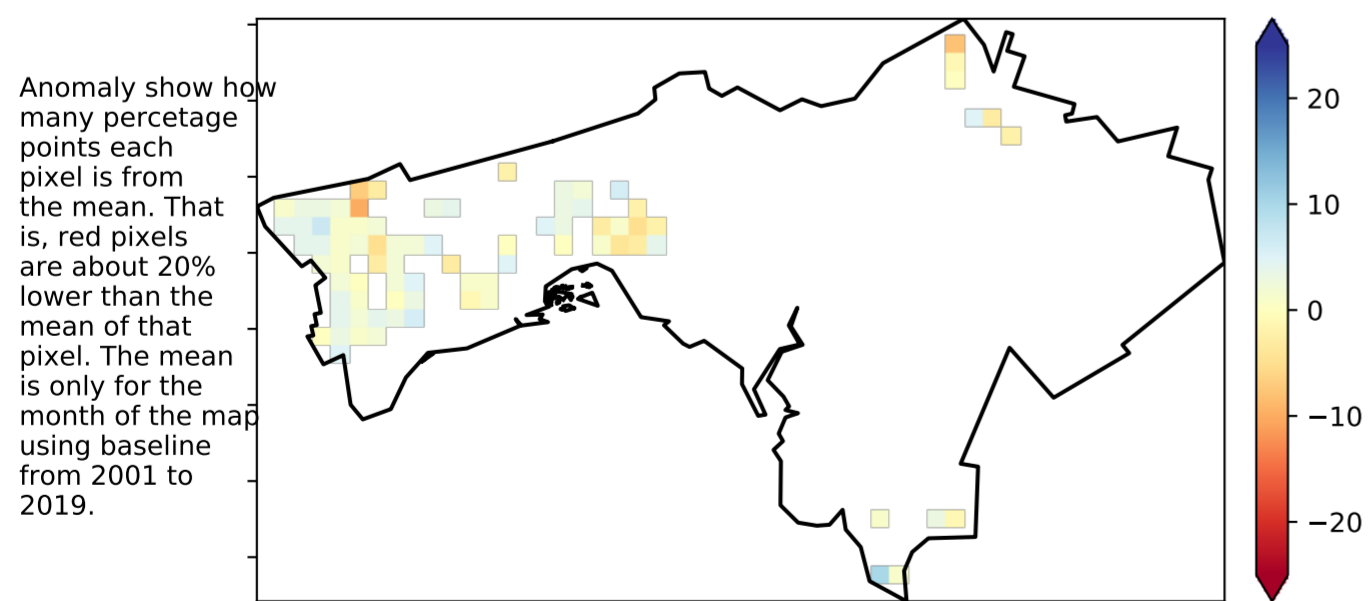 Anomaly show how
many percetage
points each
pixel is from
the mean. That
is, red pixels
are about 20%
lower than the
mean of that
pixel. The mean
is only for the
month of the map
using baseline
from 2001 to
2019.
20
10
0
−10
−20